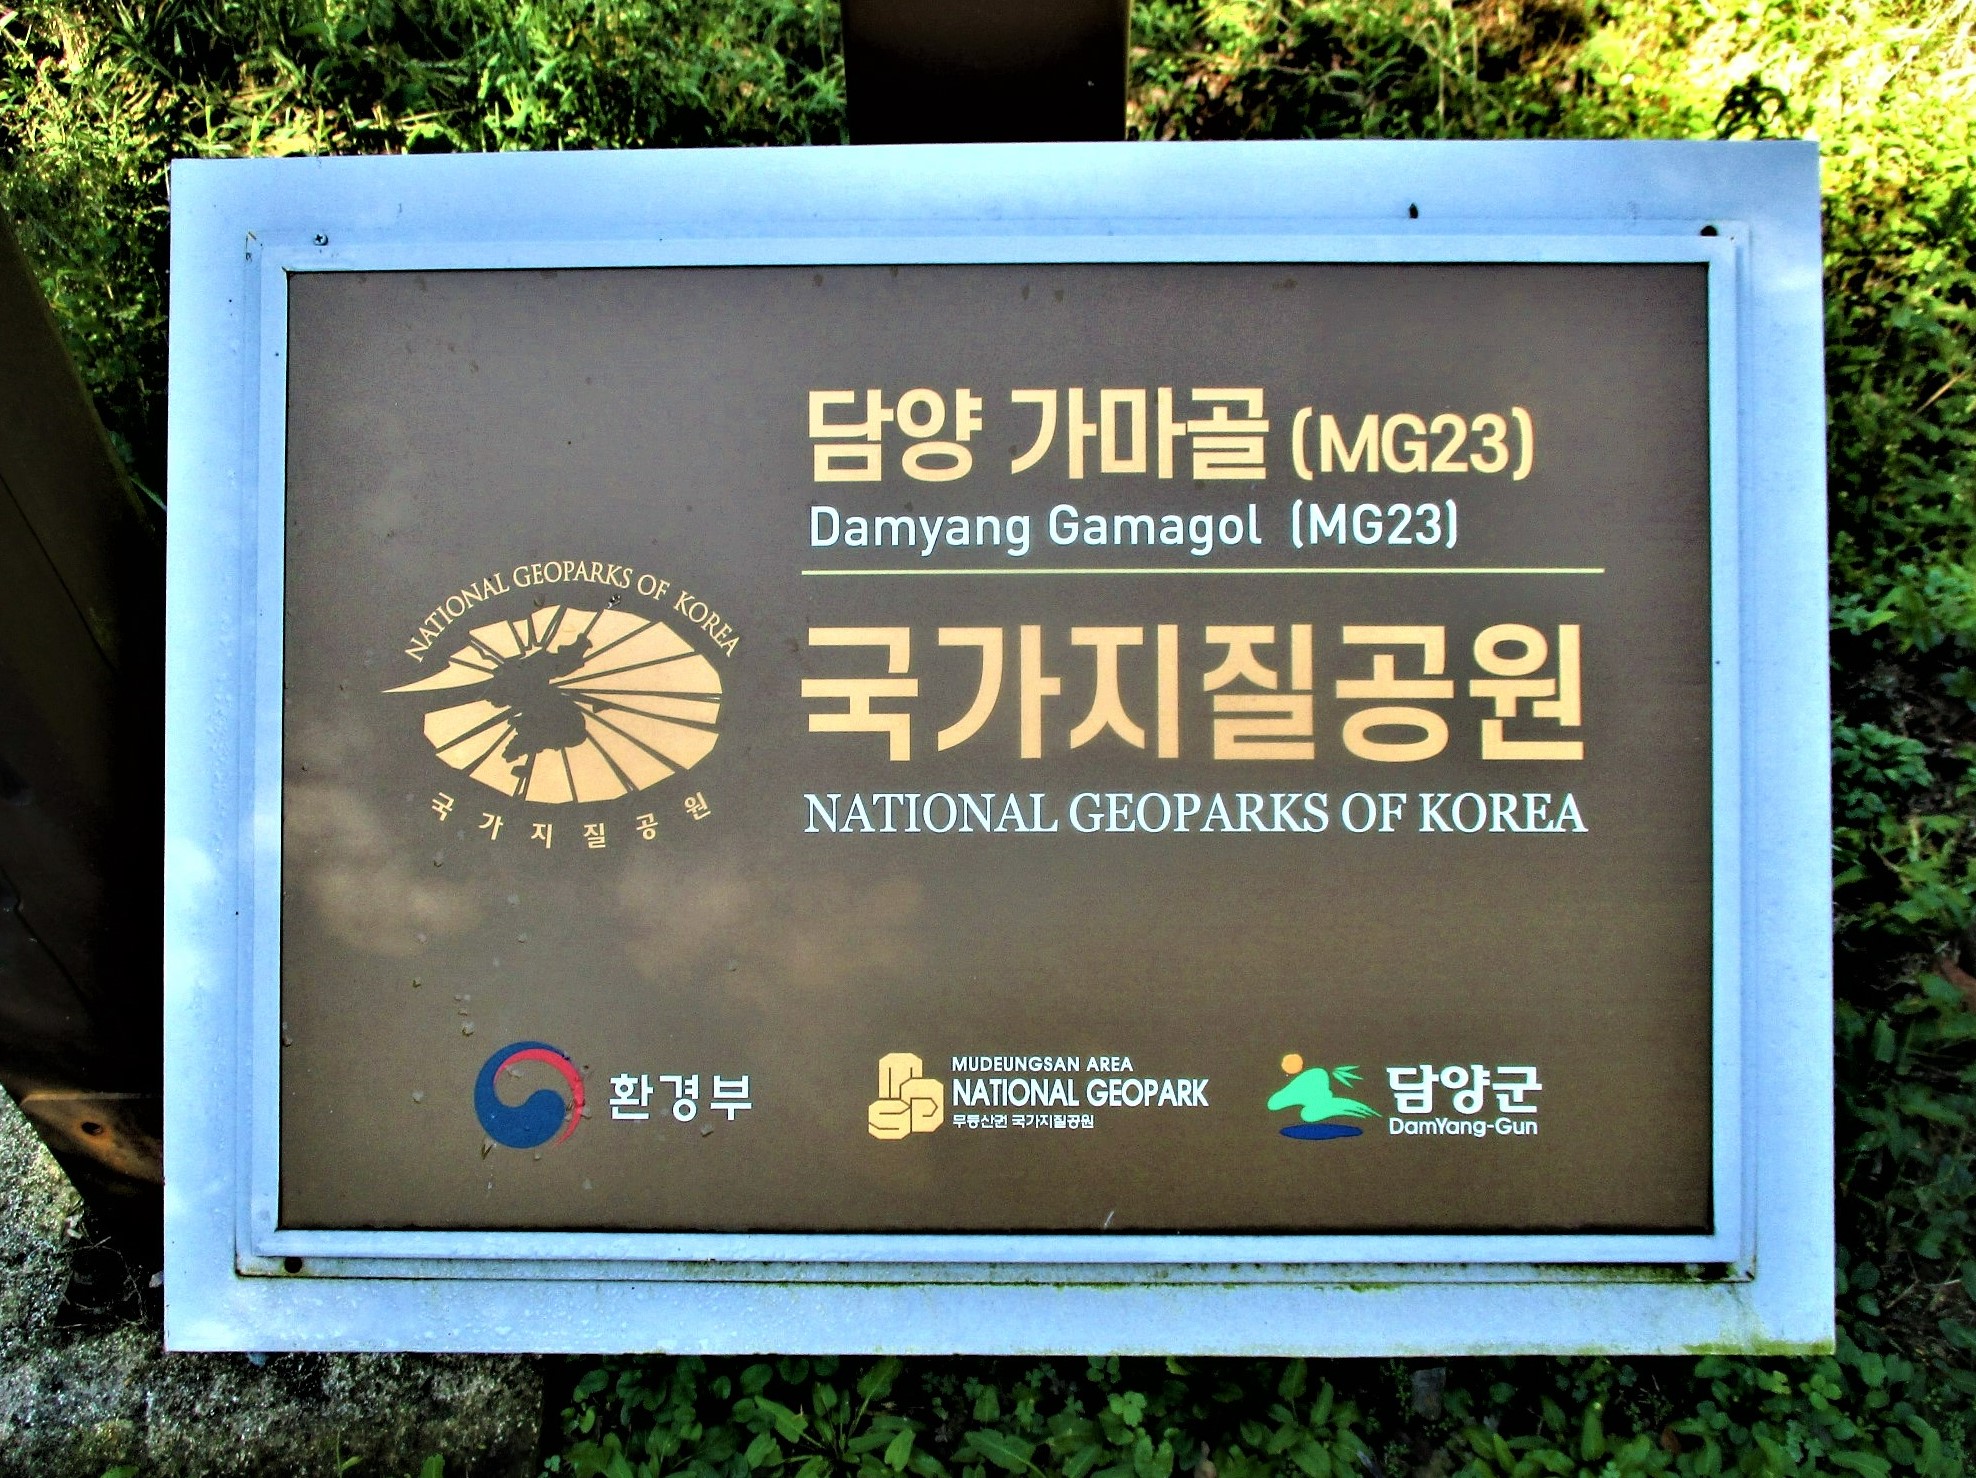 담양 가마골 (MG23)
Damyang Gamagol (MG23)
NATIONAL GEOPARKS OF KOREA
국가지질공원
국가지질공원
NATIONAL GEOPARKS OF KOREA
환경부
MUDEUNGSAN AREA
NATIONAL GEOPARK
무등산권 국가지질공원
담양군
DamYang-Gun